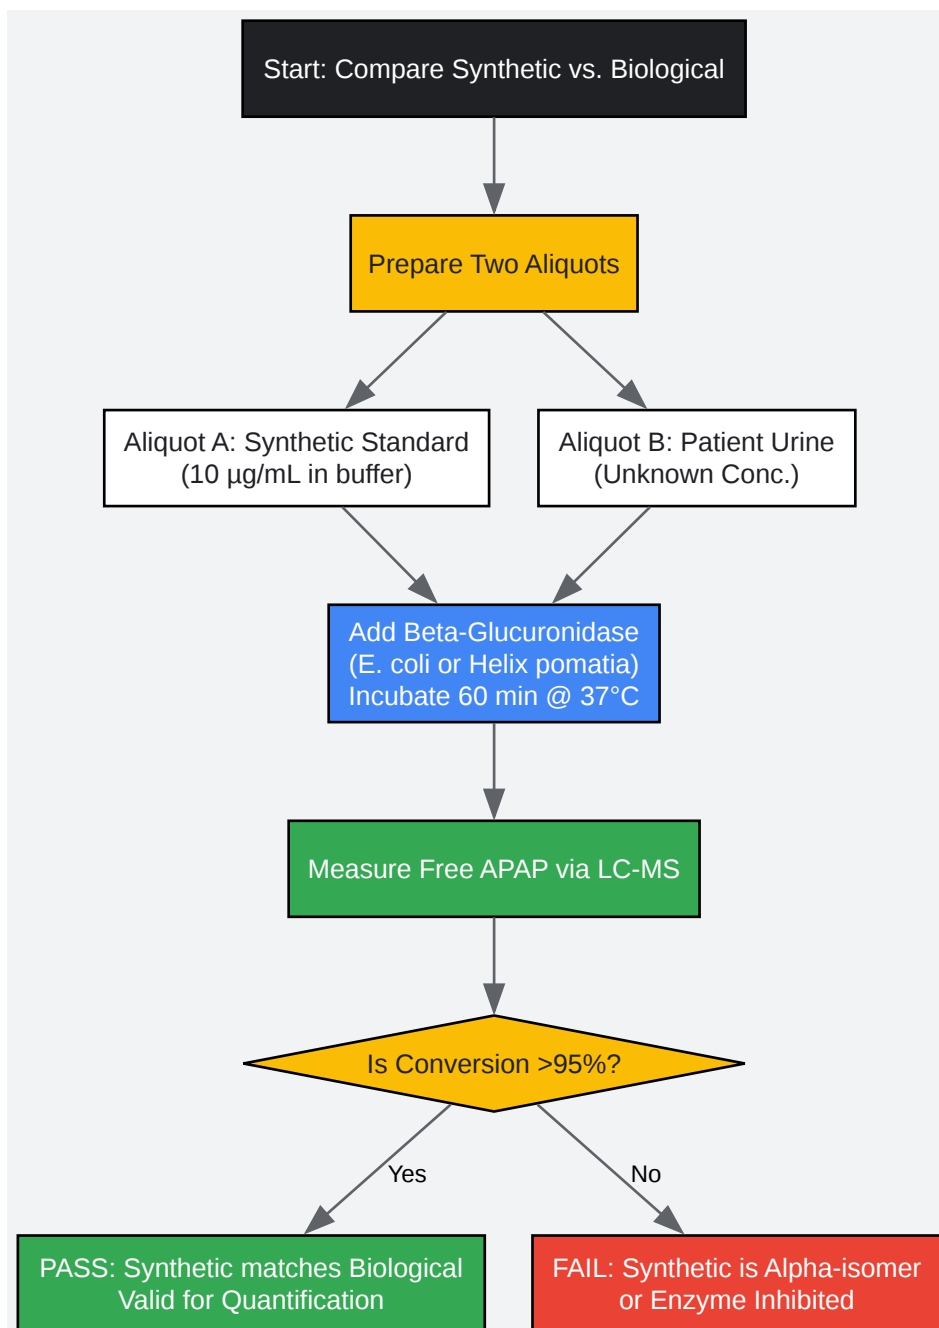 Start: Compare Synthetic vs. Biological
Prepare Two Aliquots
Aliquot A: Synthetic Standard
(10 µg/mL in buffer)
Aliquot B: Patient Urine
(Unknown Conc.)
Add Beta-Glucuronidase
(E. coli or Helix pomatia)
Incubate 60 min @ 37°C
Measure Free APAP via LC-MS
Is Conversion >95%?
Yes
No
PASS: Synthetic matches Biological
Valid for Quantification
FAIL: Synthetic is Alpha-isomer
or Enzyme Inhibited